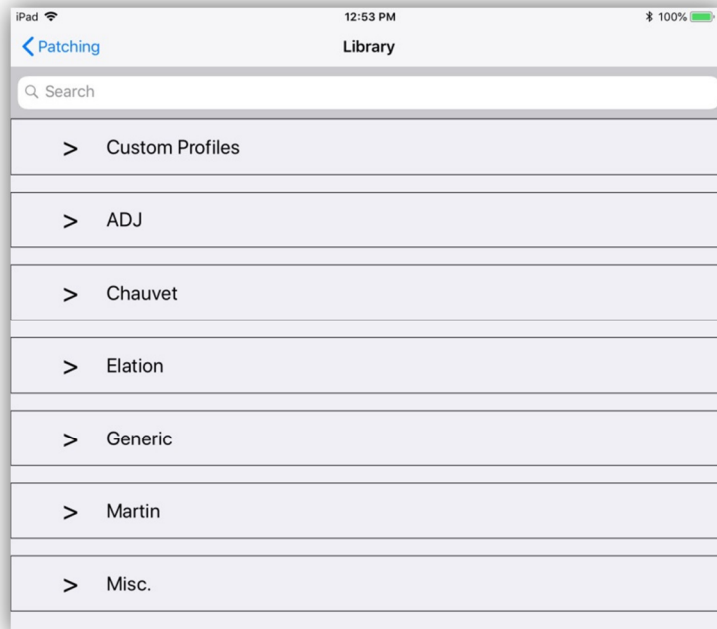 iPad 12:53 PM 100%
Patching Library
Search
> Custom Profiles
> ADJ
> Chauvet
> Elation
> Generic
> Martin
> Misc.